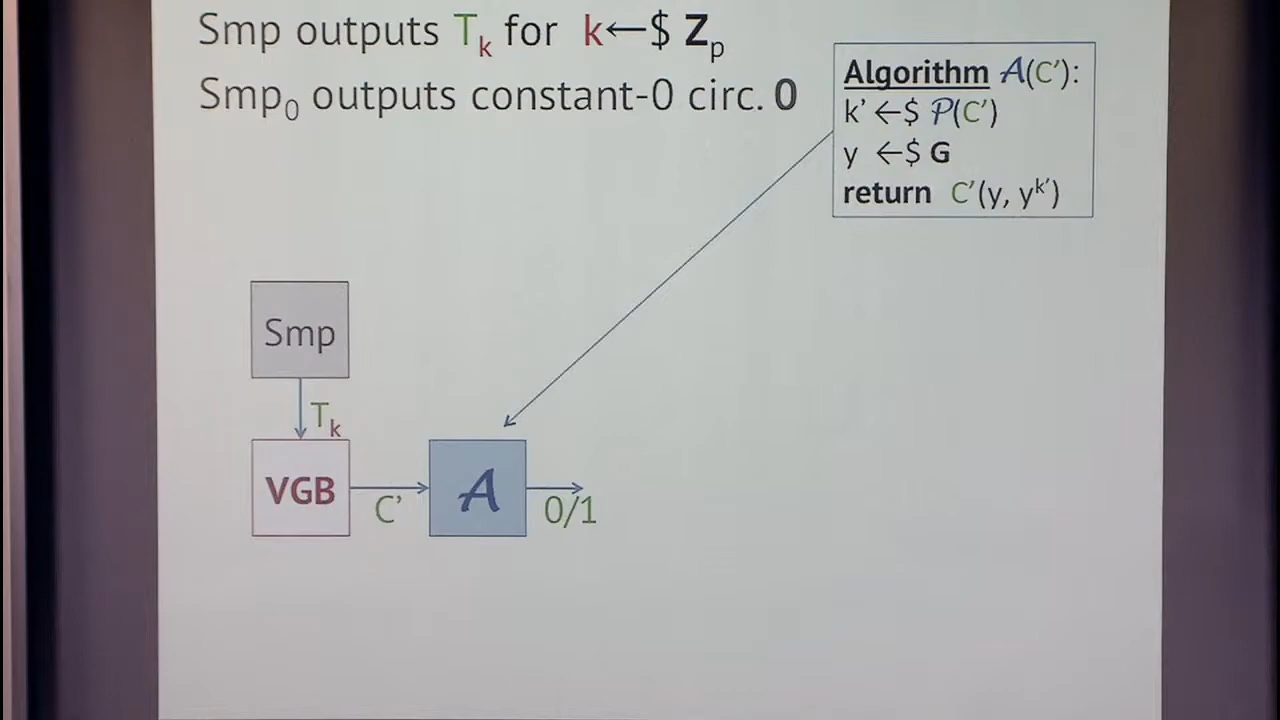 Smp outputs Tk for k←$ Zp
Smp0 outputs constant-0 circ. 0
Algorithm A(C’):
k’ ←$ P(C’)
y ←$ G
return C’(y, yk’)
Smp
Tk
VGB
C’
A
0/1